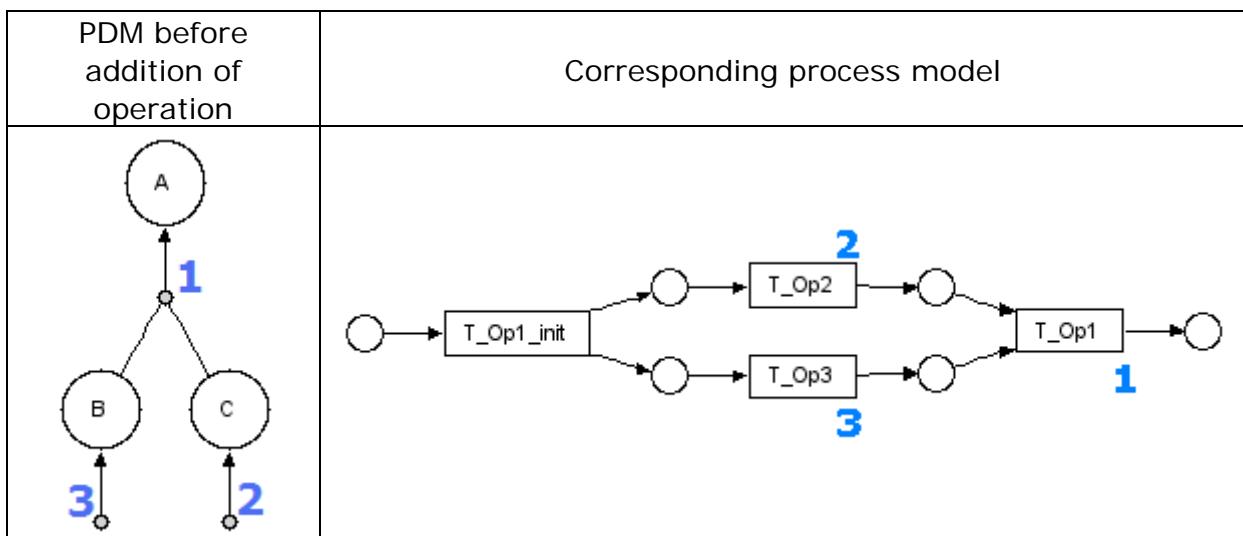 PDM before
addition of
operation
Corresponding process model
A
1
B
C
3
2
2
T_Op2
T_Op1_init
T_Op1
1
T_Op3
3